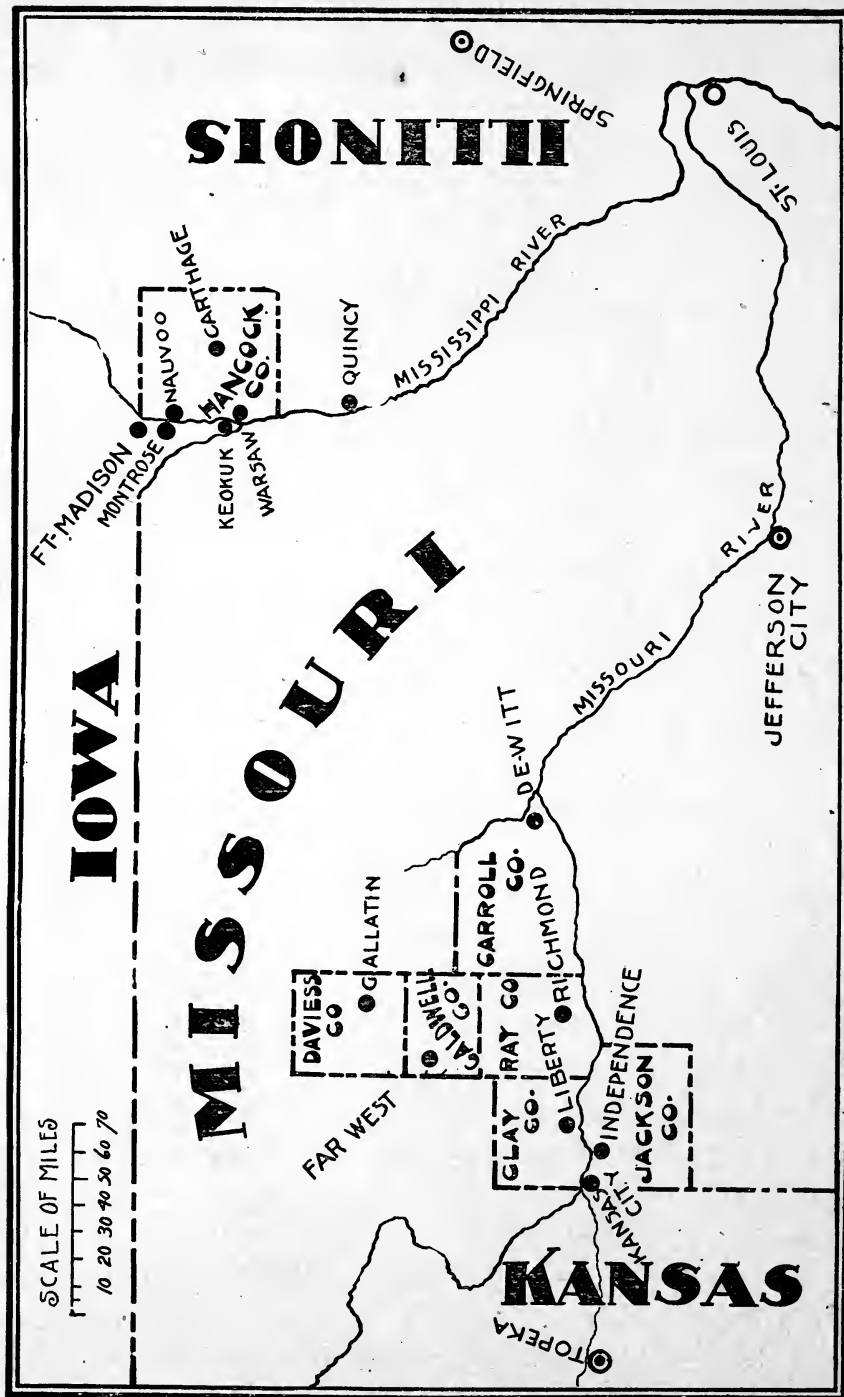 SCALE OF MILES
10 20 30 40 50 60 70
IOWA
MISSOURI
ILLINOIS
KANSAS
FT-MADISON
MONTROSE
NAUVOO
CARTHAGE
HANCOCK
CO.
KEOKUK
WARSAW
QUINCY
SPRINGFIELD
MISSISSIPPI RIVER
ST LOUIS
DAVIESS
CO
GALLATIN
FAR WEST
CALDWELL
CO.
CARROLL
CO.
DE-WITT
CLAY
CO.
RAY CO
LIBERTY
RICHMOND
INDEPENDENCE
KANSAS
CITY
JACKSON
CO.
TOPEKA
MISSOURI RIVER
JEFFERSON
CITY